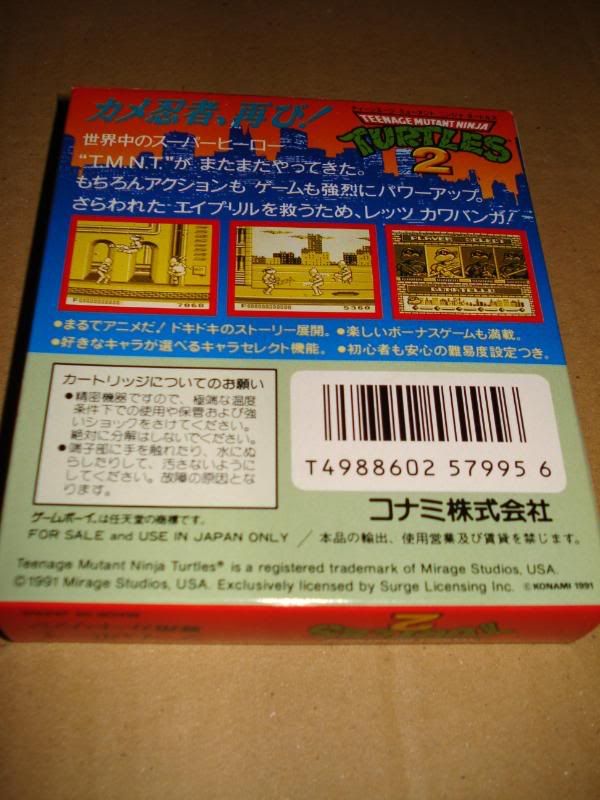 カメ忍者、再び!
TEENAGE MUTANT NINJA
TURTLES
2
世界中のスーパーヒーロー
“T.M.N.T.”が またまたやってきた。
もちろんアクションも ゲームも強烈にパワーアップ。
さらわれた エイプリルを救うため、レッツ カワバンガ!
7060
5360
PLAYER SELECT
DONATELLO
●まるでアニメだ!ドキドキのストーリー展開。
●楽しいボーナスゲームも満載。
●好きなキャラが選べるキャラセレクト機能。
●初心者も安心の難易度設定つき。
カートリッジについてのお願い
●精密機器ですので、極端な温度
条件下での使用や保管および強
いショックをさけてください。
絶対に分解はしないでください。
●端子部に手を触れたり、水にぬ
らしたりして、汚さないように
してください。故障の原因とな
ります。
T4988602 57995 6
コナミ株式会社
ゲームボーイ®は任天堂の商標です。
FOR SALE and USE IN JAPAN ONLY / 本品の輸出、使用営業及び賃貸を禁じます。
Teenage Mutant Ninja Turtles® is a registered trademark of Mirage Studios, USA.
©1991 Mirage Studios, USA. Exclusively licensed by Surge Licensing Inc. ©KONAMI 1991
TURTLES
2